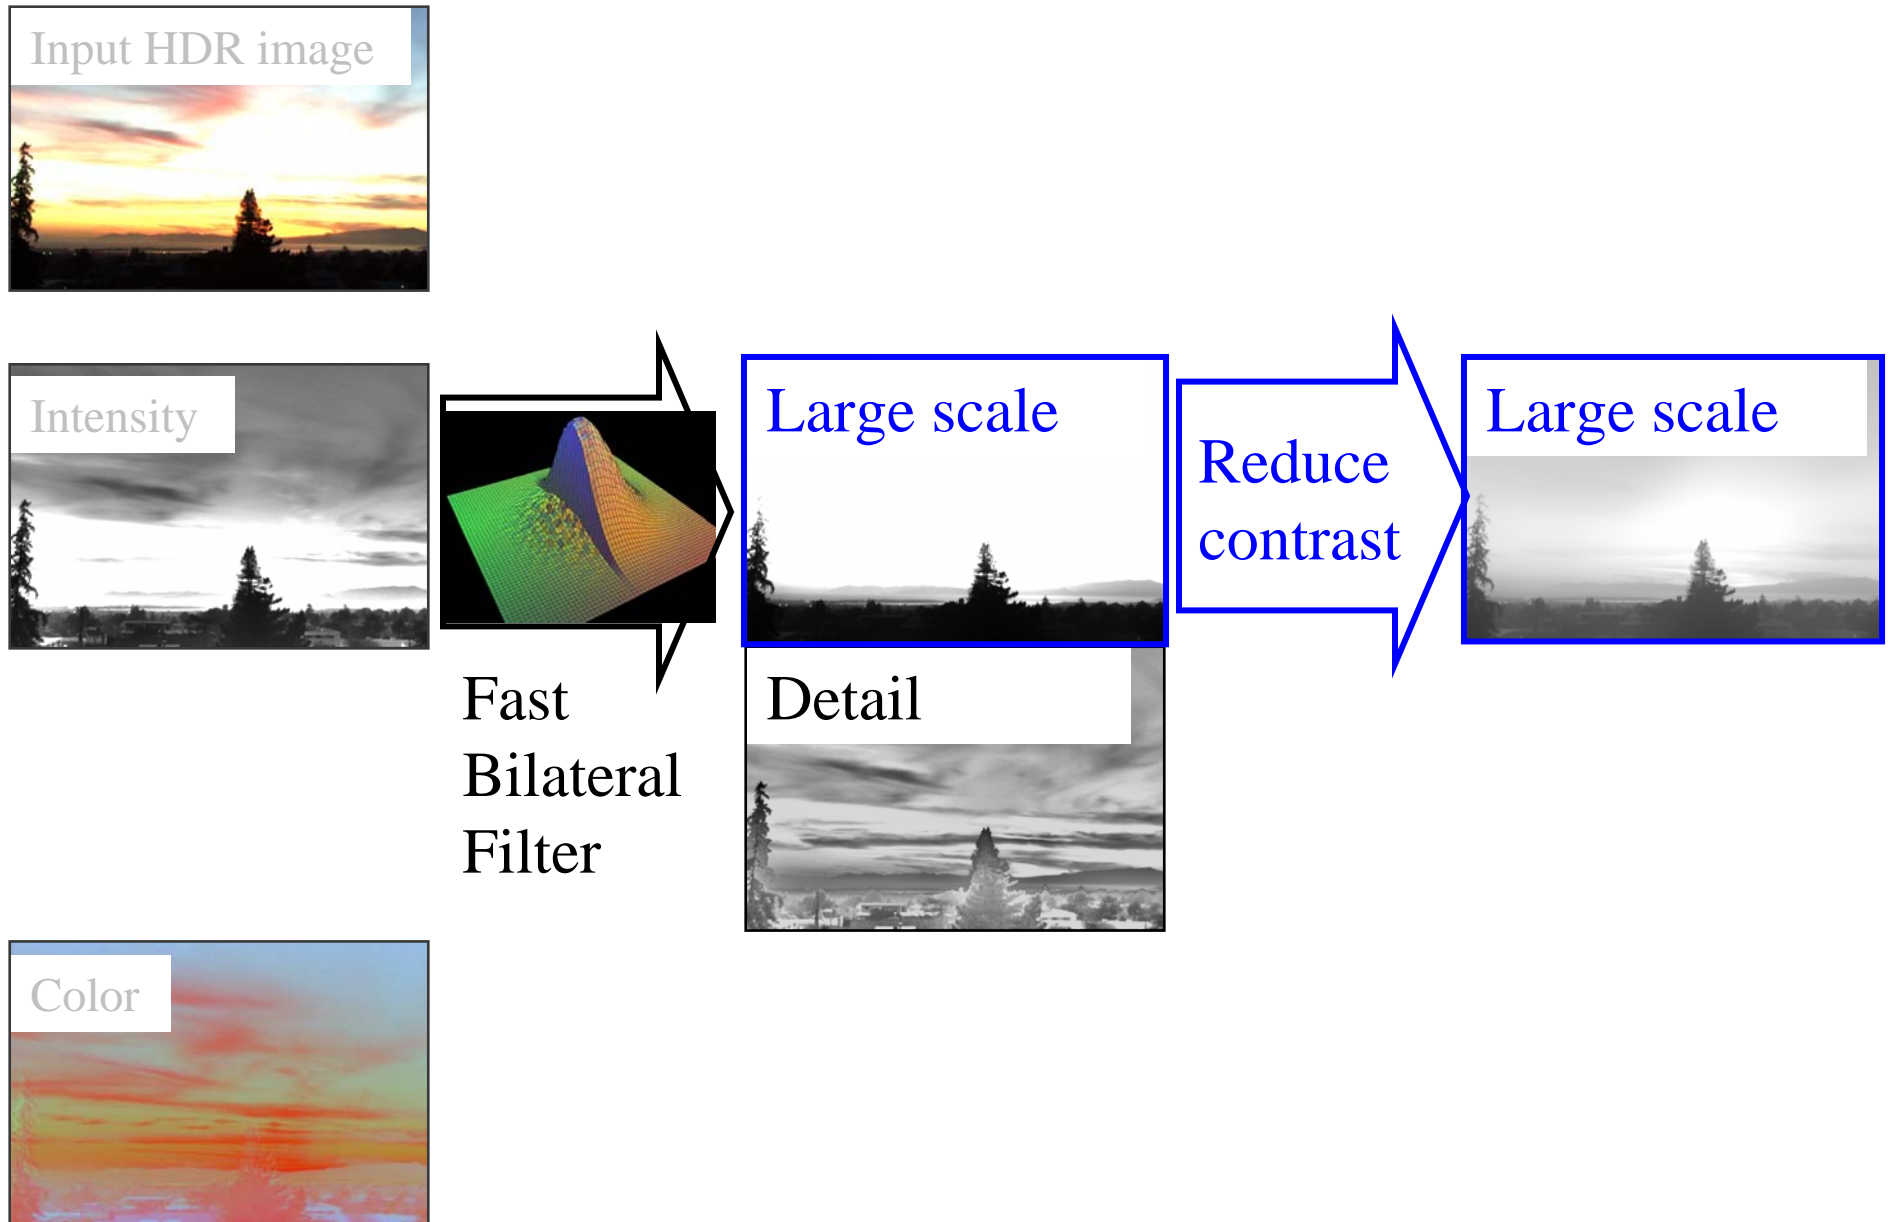 Input HDR image
Intensity
Large scale
Reduce
contrast
Large scale
Fast
Bilateral
Filter
Detail
Color